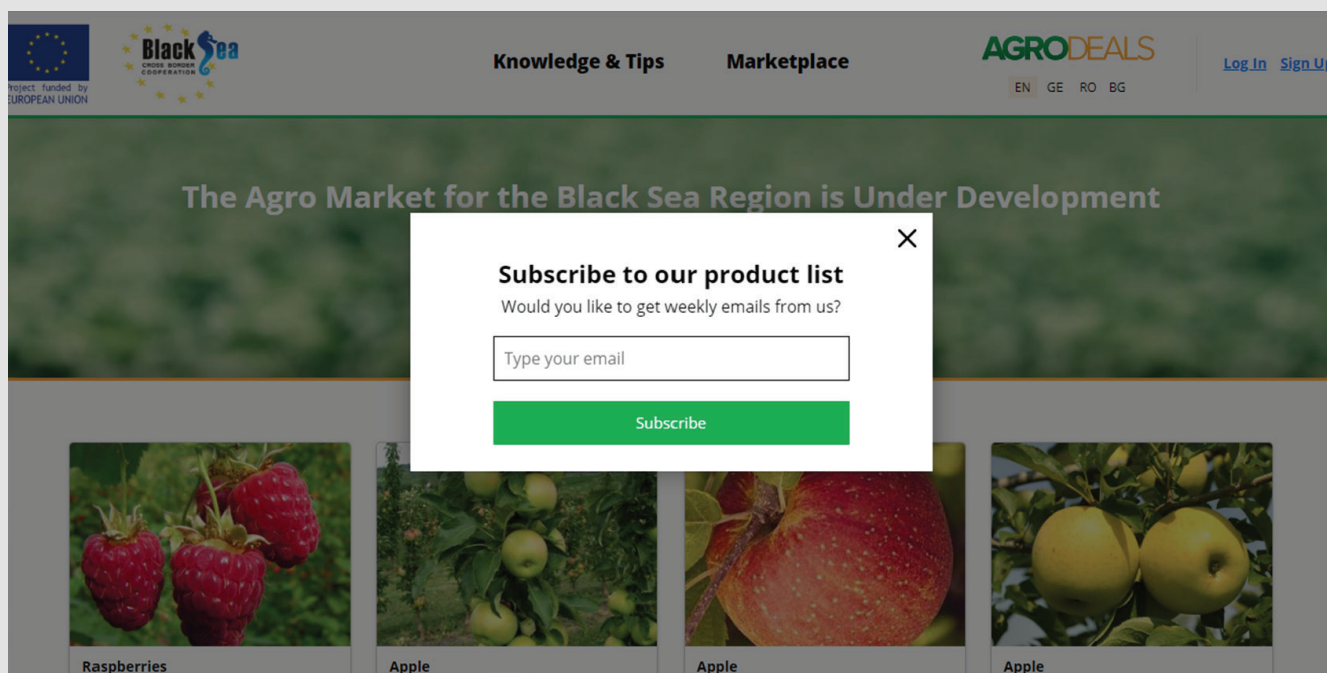 Project funded by
EUROPEAN UNION
Black Sea
CROSS BORDER
COOPERATION
Knowledge & Tips
Marketplace
AGRODEALS
EN GE RO BG
Log In Sign Up
The Agro Market for the Black Sea Region is Under Development
Subscribe to our product list
Would you like to get weekly emails from us?
Type your email
Subscribe
Raspberries
Apple
Apple
Apple